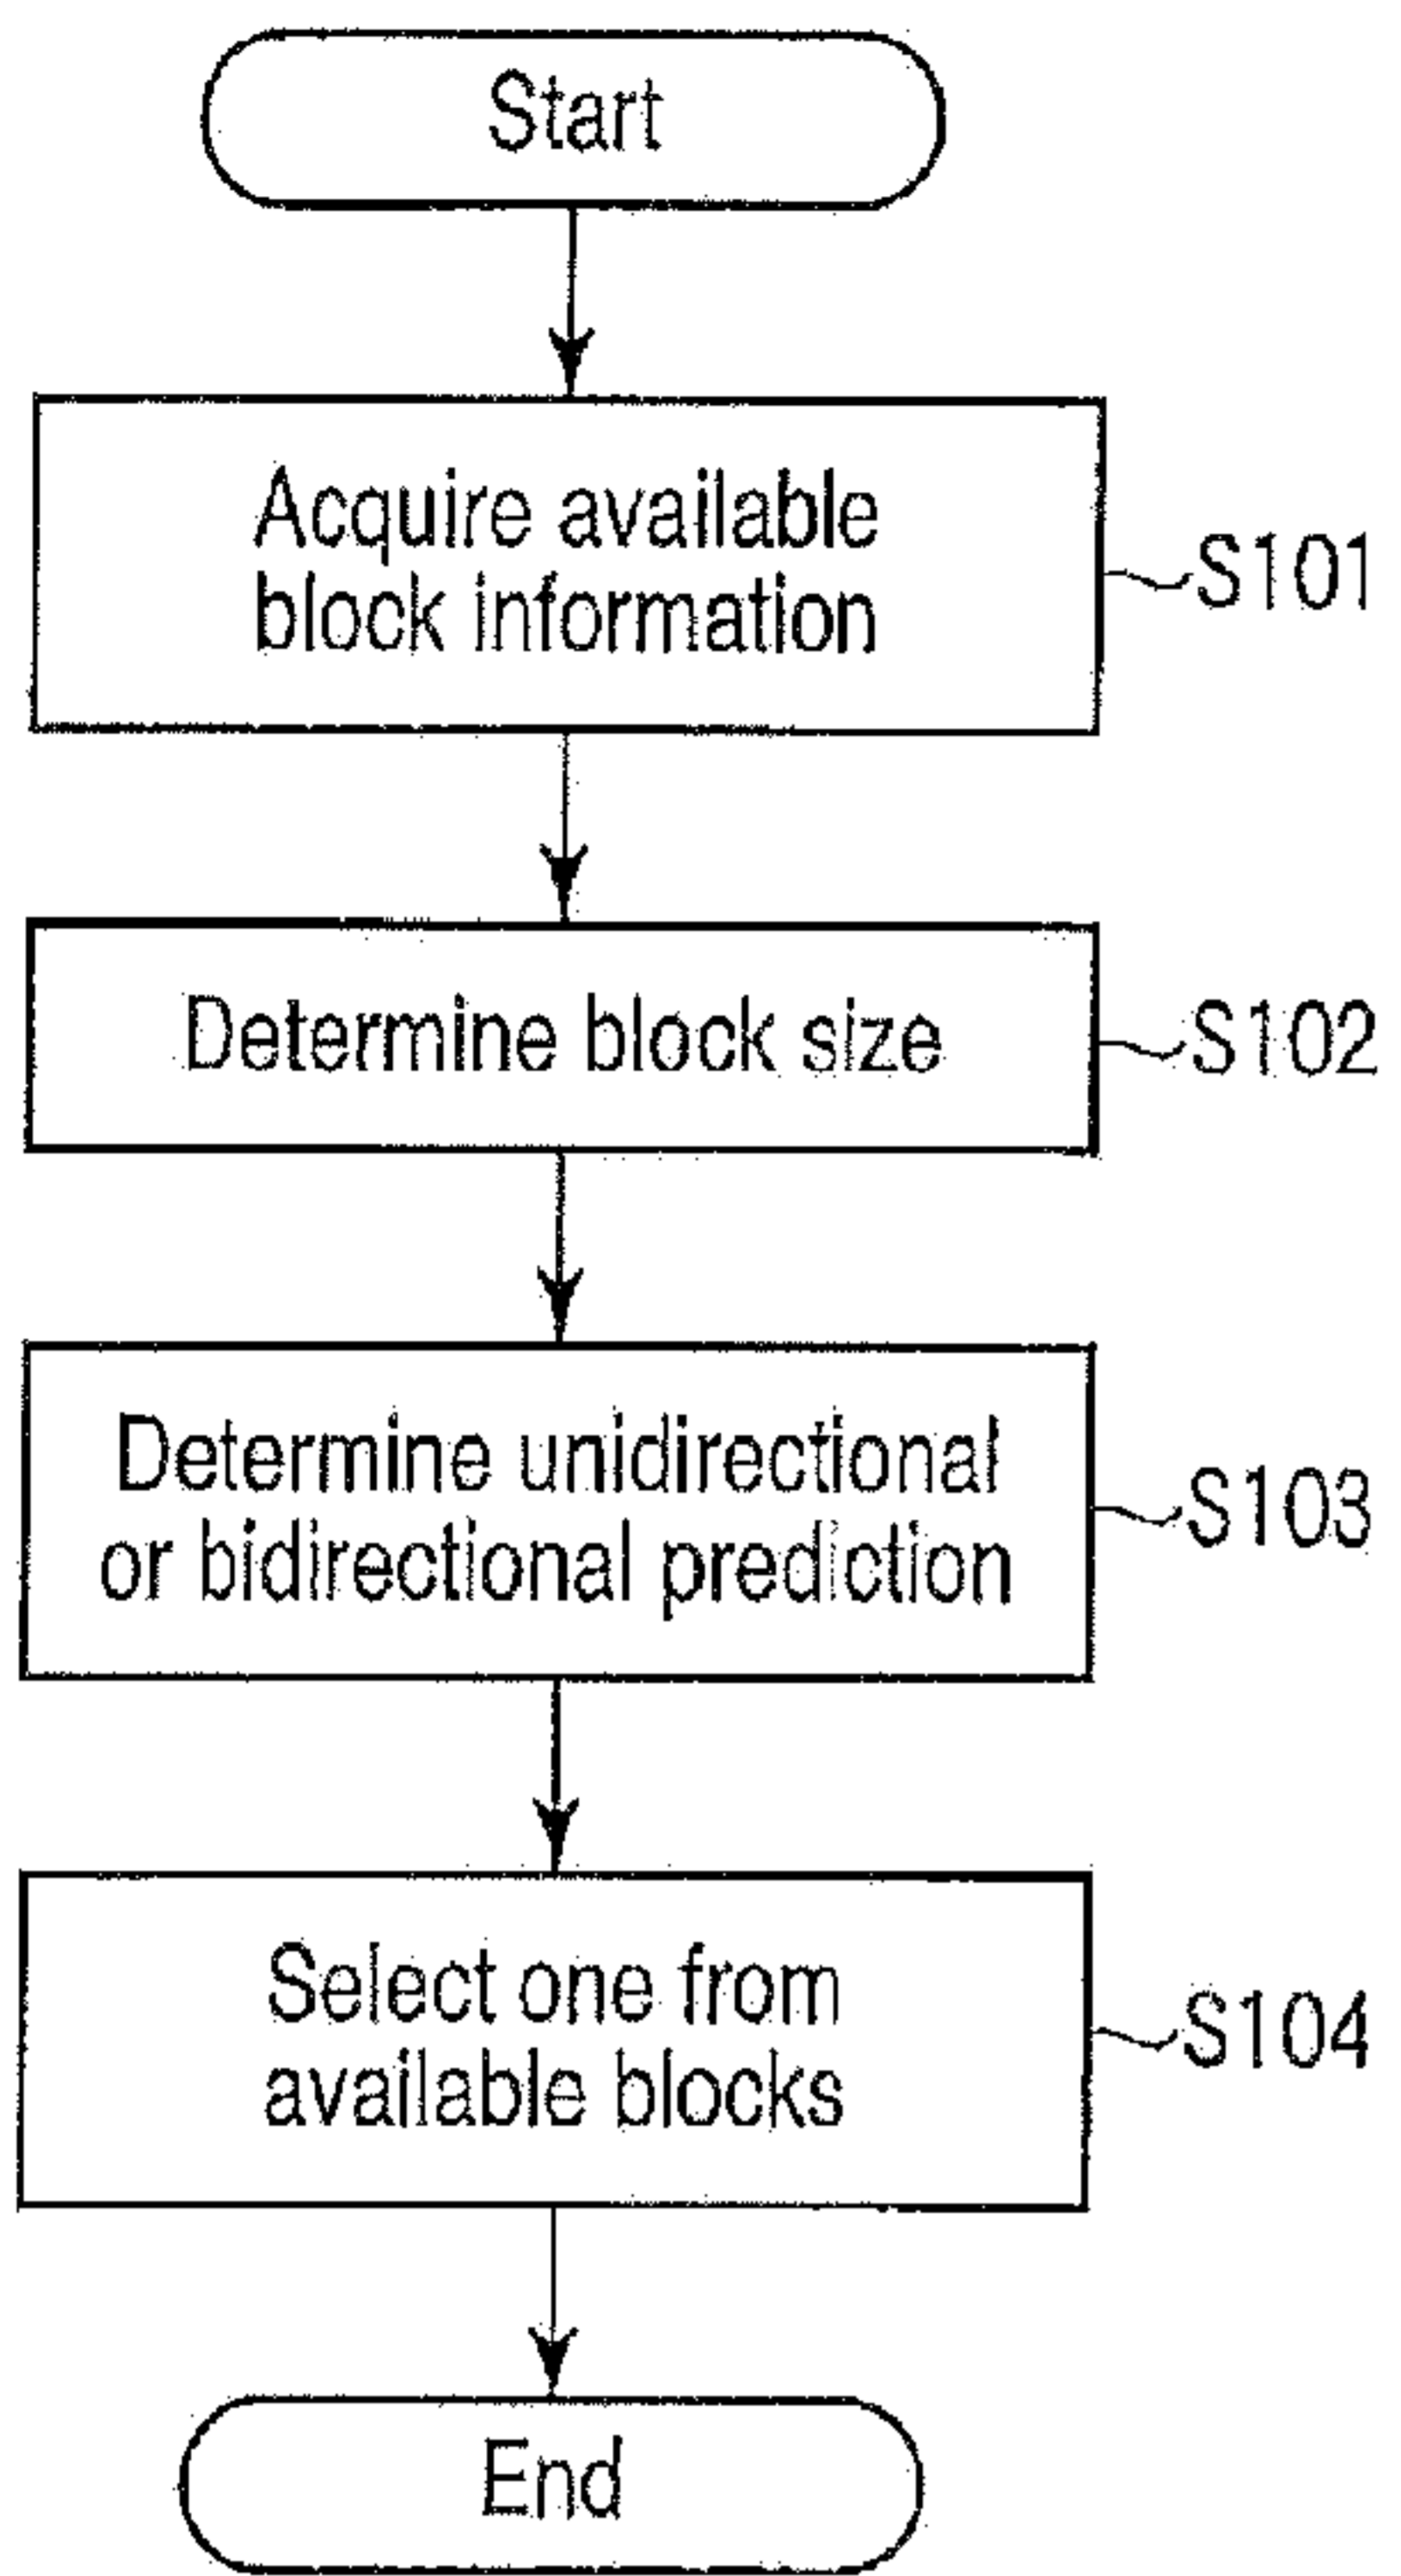 Start
Acquire available
block information
S101
Determine block size
S102
Determine unidirectional
or bidirectional prediction
S103
Select one from
available blocks
S104
End